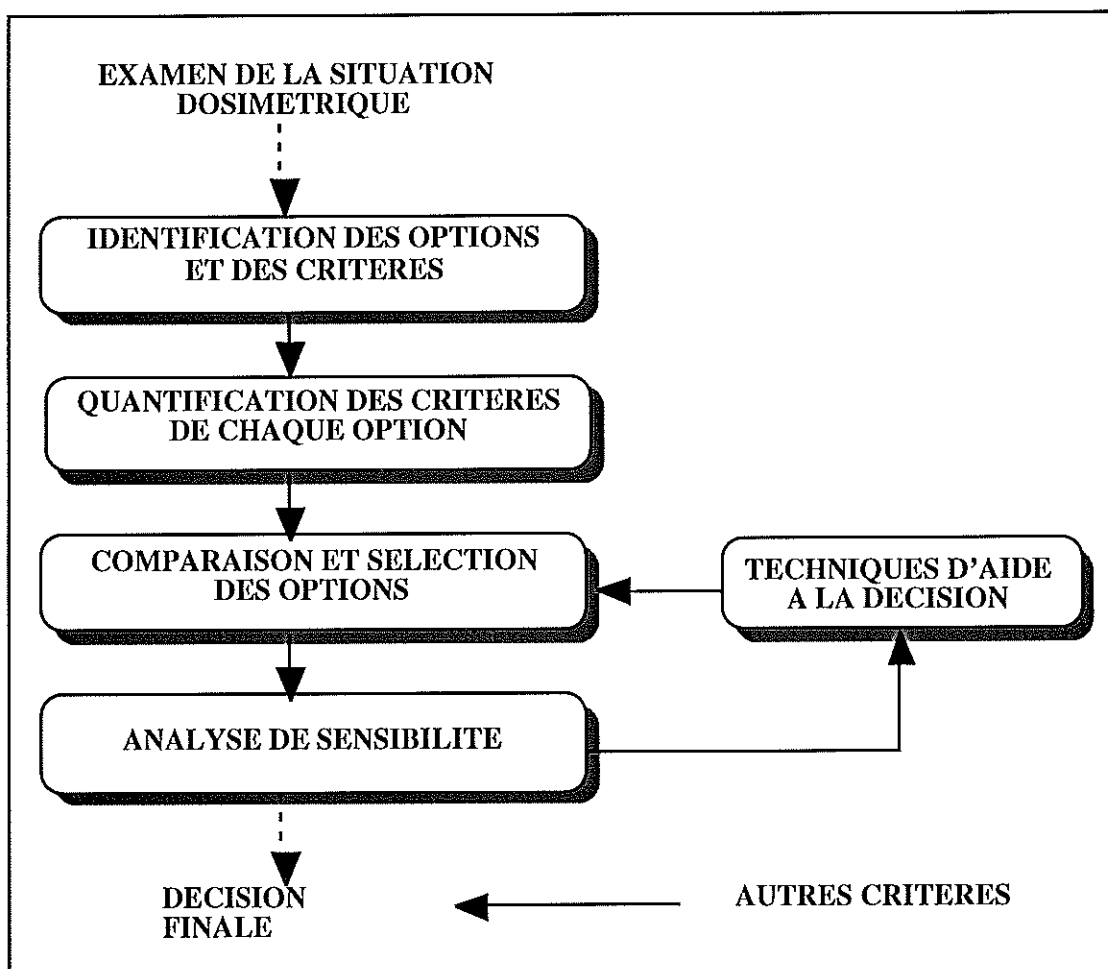 EXAMEN DE LA SITUATION
DOSIMETRIQUE
IDENTIFICATION DES OPTIONS
ET DES CRITERES
QUANTIFICATION DES CRITERES
DE CHAQUE OPTION
COMPARAISON ET SELECTION
DES OPTIONS
TECHNIQUES D'AIDE
A LA DECISION
ANALYSE DE SENSIBILITE
DECISION
FINALE
AUTRES CRITERES